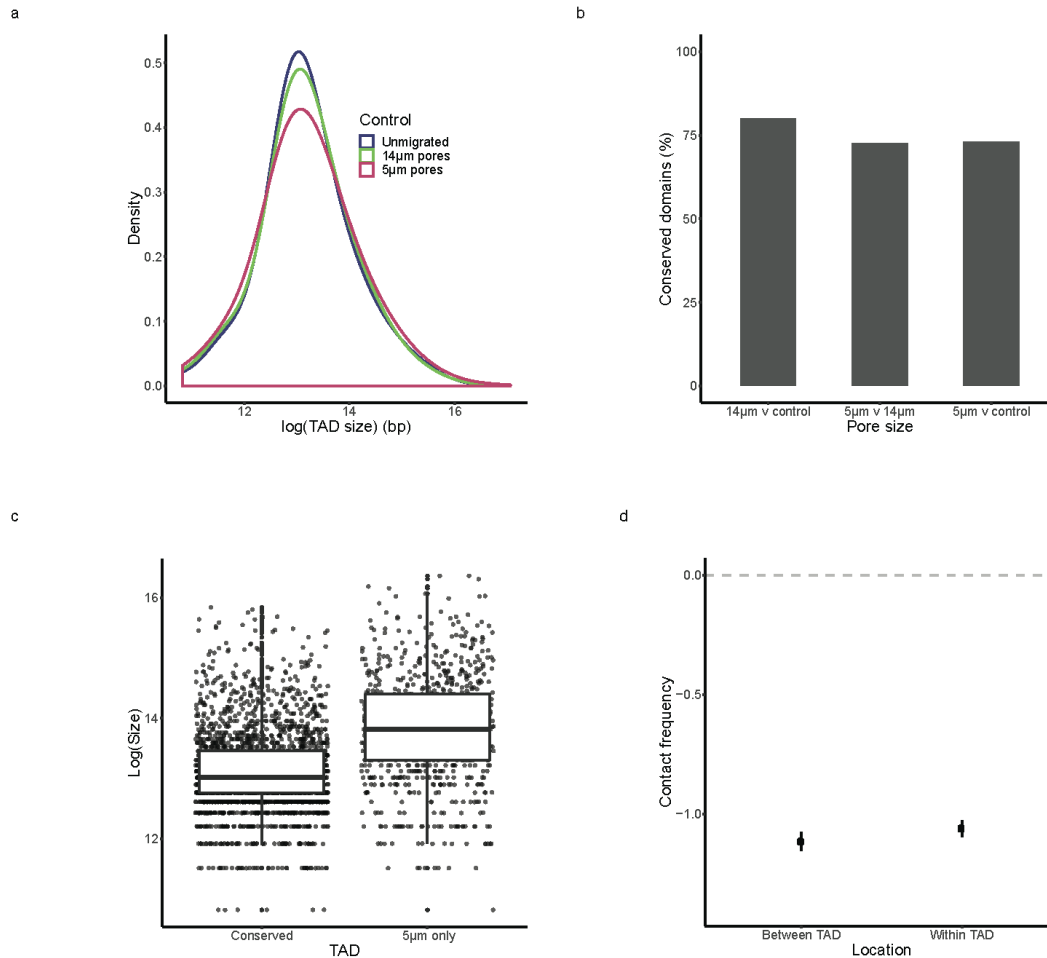 a
Density
0.5
0.4
0.3
0.2
0.1
0.0
12 14 16
log(TAD size) (bp)
Control
Unmigrated
14µm pores
5µm pores
b
Conserved domains (%)
100
75
50
25
0
14µm v control 5µm v 14µm 5µm v control
Pore size
c
Log(Size)
16
14
12
Conserved 5µm only
TAD
d
Contact frequency
0.0
−0.5
−1.0
Between TAD Within TAD
Location